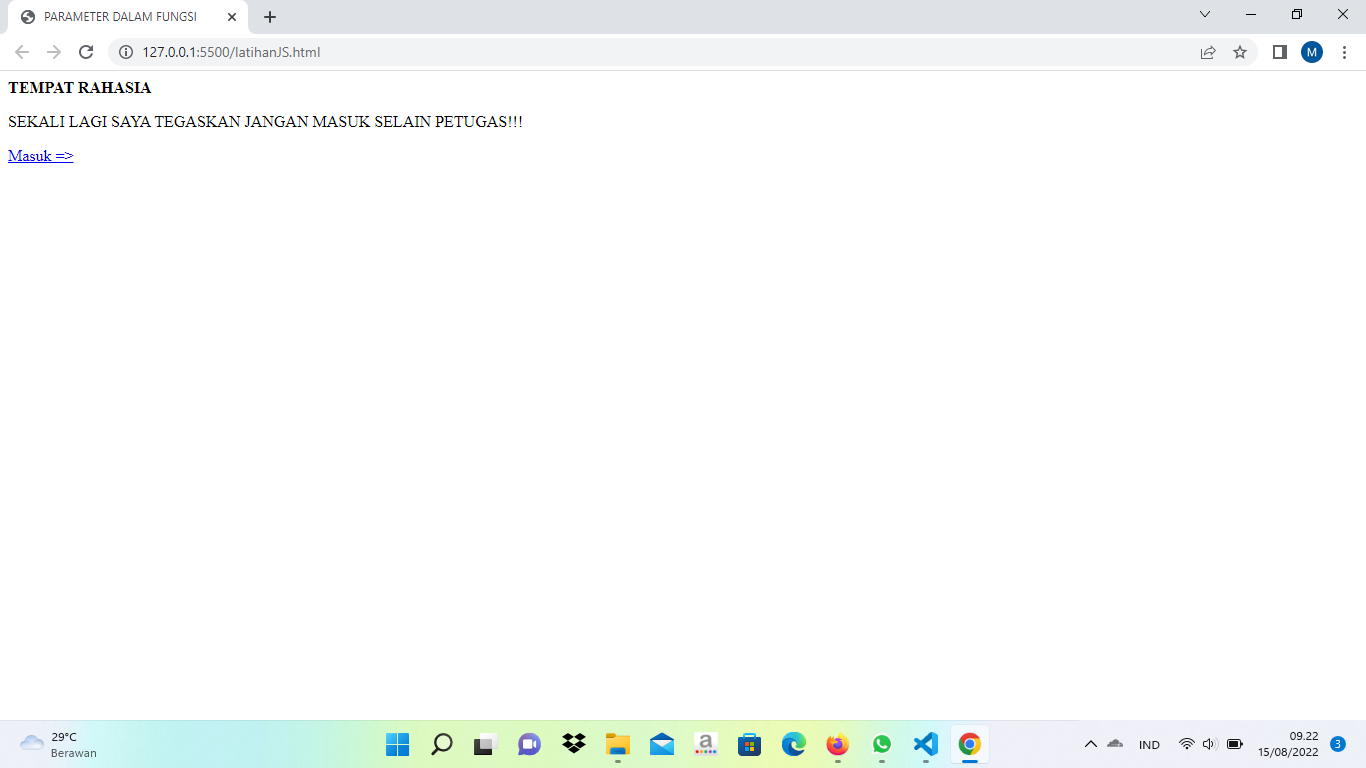 PARAMETER DALAM FUNGSI
127.0.0.1:5500/latihanJS.html
M
TEMPAT RAHASIA
SEKALI LAGI SAYA TEGASKAN JANGAN MASUK SELAIN PETUGAS!!!
Masuk =>
29°C
Berawan
a
IND
09.22
15/08/2022
3